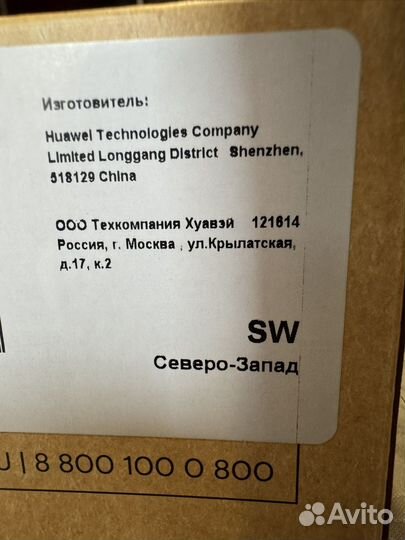 Изготовитель:
Huawei Technologies Company
Limited Longgang District Shenzhen,
518129 China
ООО Техкомпания Хуавэй 121614
Россия, г. Москва , ул.Крылатская,
д.17, к.2
SW
Северо-Запад
U | 8 800 100 0 800
Avito